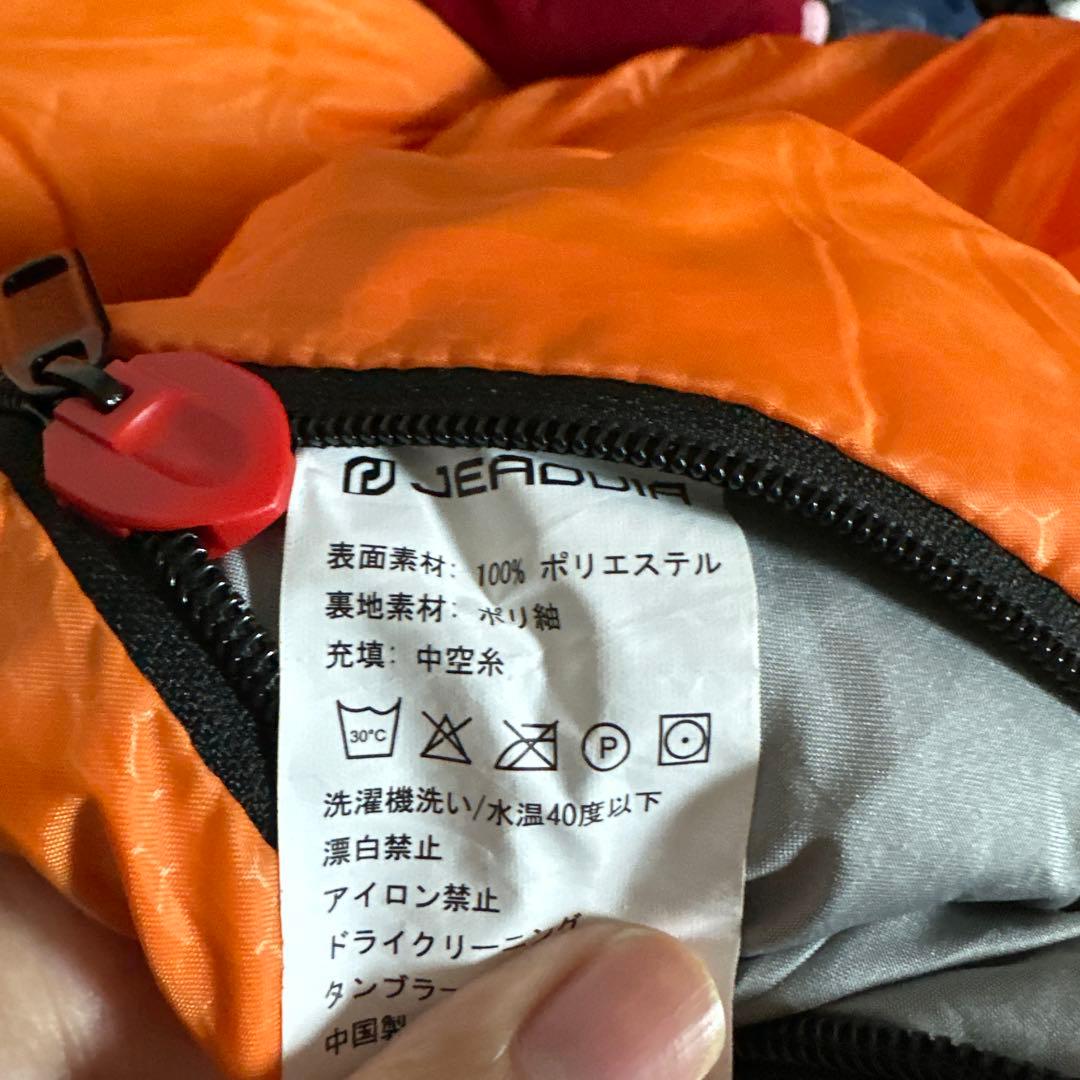 JEAOUIA
表面素材: 100% ポリエステル
裏地素材: ポリ紬
充填: 中空糸
30°C
P
洗濯機洗い/水温40度以下
漂白禁止
アイロン禁止
ドライクリーニング
タンブラー
中国製